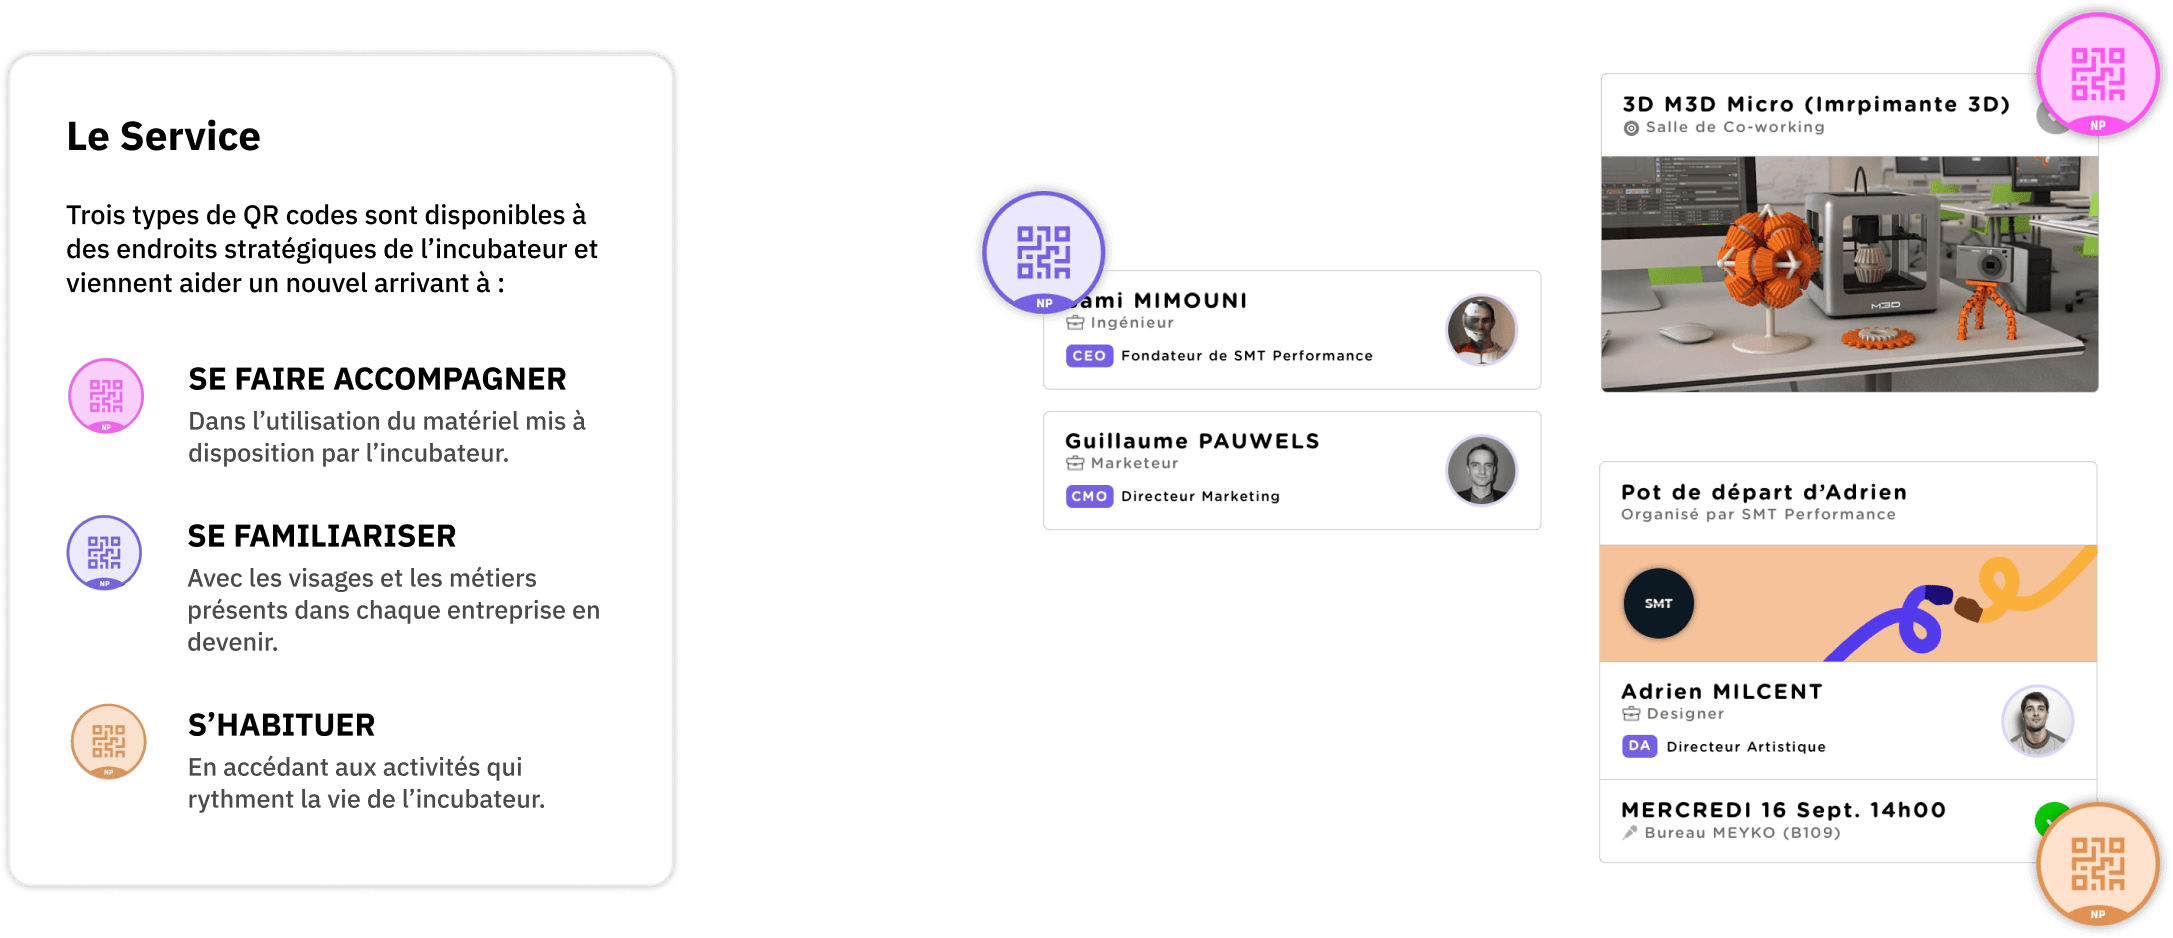 Le Service
Trois types de QR codes sont disponibles à
des endroits stratégiques de l’incubateur et
viennent aider un nouvel arrivant à :
NP
SE FAIRE ACCOMPAGNER
Dans l’utilisation du matériel mis à
disposition par l’incubateur.
NP
SE FAMILIARISER
Avec les visages et les métiers
présents dans chaque entreprise en
devenir.
NP
S’HABITUER
En accédant aux activités qui
rythment la vie de l’incubateur.
NP
MIMOUNI
Ingénieur
CEO Fondateur de SMT Performance
Guillaume PAUWELS
Marketeur
CMO Directeur Marketing
NP
3D M3D Micro (Imrpimante 3D)
Salle de Co-working
M3D
Pot de départ d’Adrien
Organisé par SMT Performance
SMT
Adrien MILCENT
Designer
DA Directeur Artistique
MERCREDI 16 Sept. 14h00
Bureau MEYKO (B109)
NP